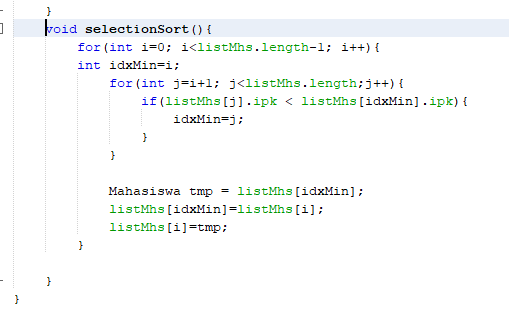 }
void selectionSort(){
for(int i=0; i<listMhs.length-1; i++){
int idxMin=i;
for(int j=i+1; j<listMhs.length;j++){
if(listMhs[j].ipk < listMhs[idxMin].ipk){
idxMin=j;
}
}
Mahasiswa tmp = listMhs[idxMin];
listMhs[idxMin]=listMhs[i];
listMhs[i]=tmp;
}
}
}